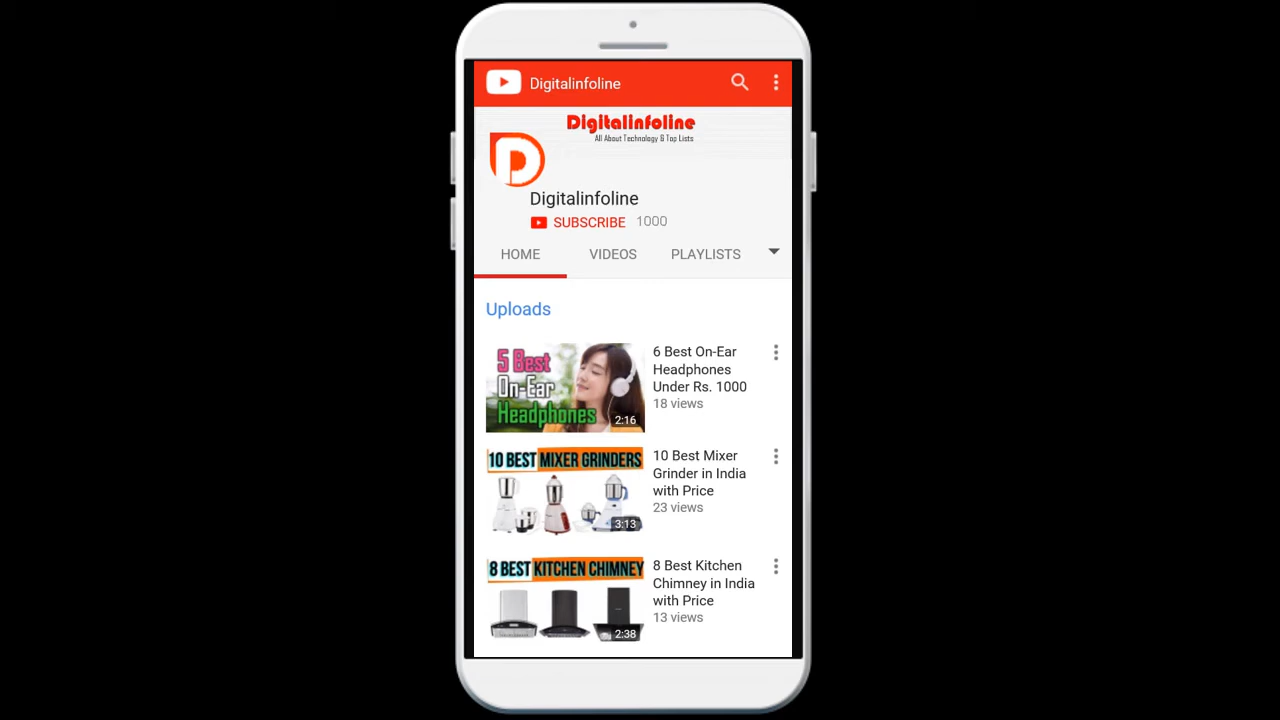 Digitalinfoline
Digitalinfoline
All About Technology & Top Lists
D
Digitalinfoline
SUBSCRIBE 1000
HOME VIDEOS PLAYLISTS
Uploads
5 Best
On-Ear
Headphones
2:16
6 Best On-Ear
Headphones
Under Rs. 1000
18 views
10 BEST MIXER GRINDERS
3:13
10 Best Mixer
Grinder in India
with Price
23 views
8 BEST KITCHEN CHIMNEY
2:38
8 Best Kitchen
Chimney in India
with Price
13 views